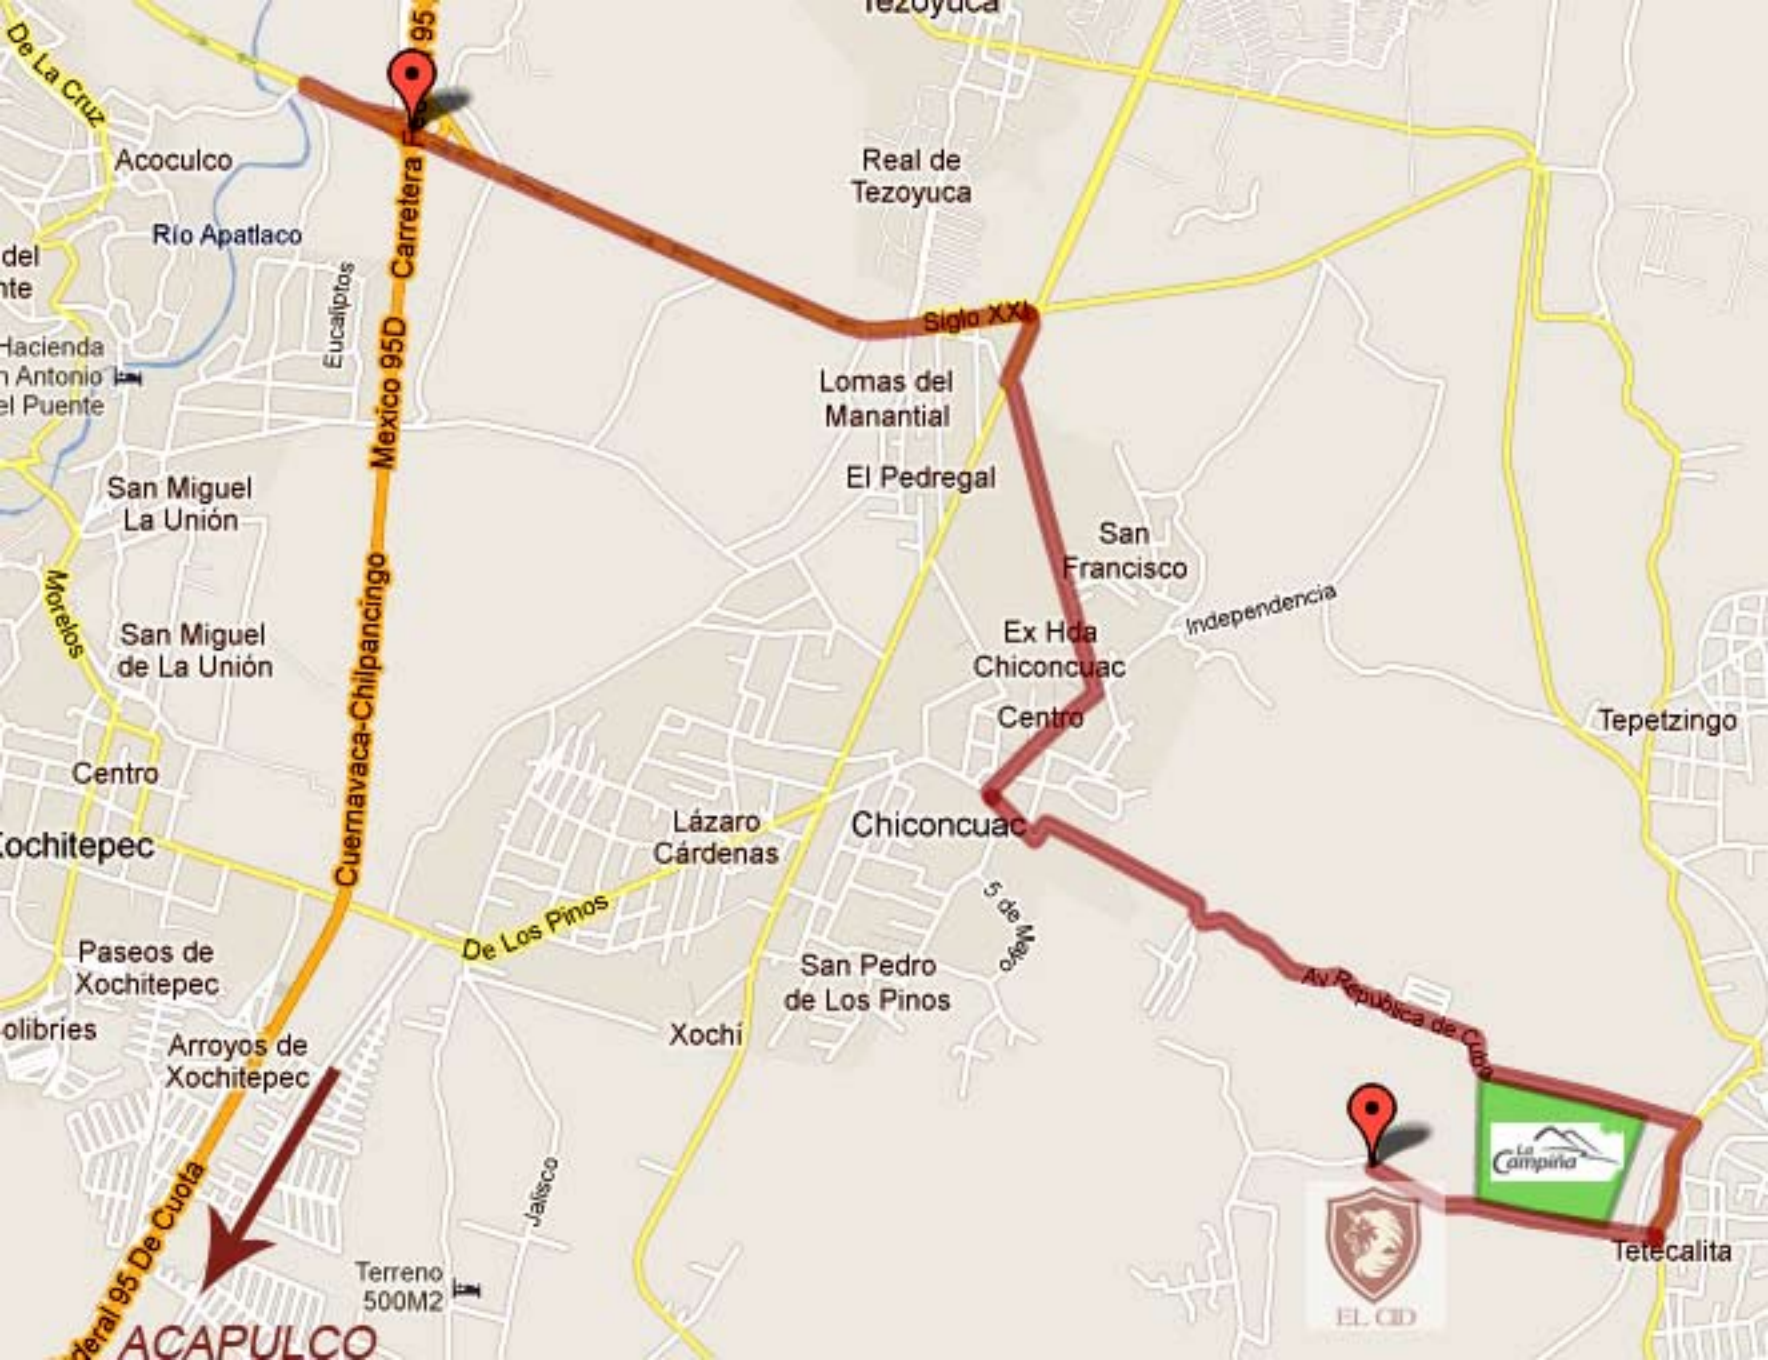 Tezoyuca
95
De La Cruz
Acoculco
Real de
Tezoyuca
Río Apatlaco
Carretera
del
Eucaliptos
Siglo XXI
Hacienda
Antonio
el Puente
Mexico 95D
Lomas del
Manantial
El Pedregal
San Miguel
La Unión
San
Francisco
Independencia
Morelos
San Miguel
de La Unión
Ex Hda
Chiconcuac
Centro
Cuernavaca-Chilpancingo
Tepetzingo
Centro
Lázaro
Cárdenas
Chiconcuac
Xochitepec
De Los Pinos
5 de Mayo
Paseos de
Xochitepec
San Pedro
de Los Pinos
Av República de Cuba
olibries
Arroyos de
Xochitepec
Xochi
La
Campiña
Jalisco
95 De Cuota
Tetecalita
Terreno
500M2
EL CID
ACAPULCO